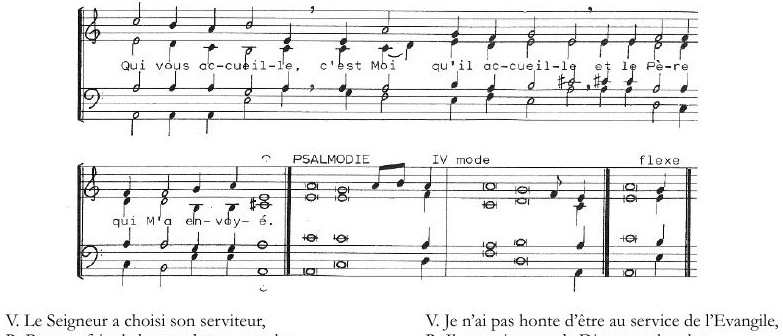 Qui vous ac-cueil-le, c'est Moi qu'il ac-cueil-le et le Pè-re
PSALMODIE IV mode flexe
qui M'a en-voy-é.
V. Le Seigneur a choisi son serviteur,
V. Je n'ai pas honte d'être au service de l'Evangile,